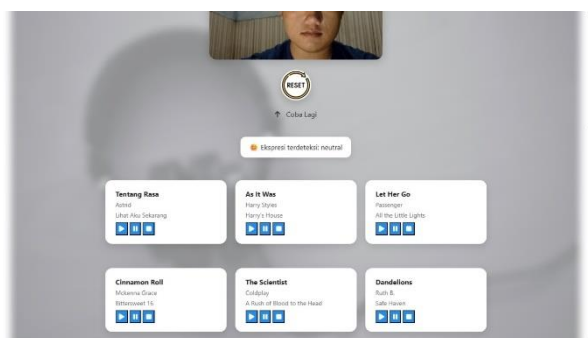 RESET
↑ Coba Lagi
Ekspresi terdeteksi: neutral
Tentang Rasa
Astrid
Lihat Aku Sekarang
As It Was
Harry Styles
Harry's House
Let Her Go
Passenger
All the Little Lights
Cinnamon Roll
Mckenna Grace
Bittersweet 16
The Scientist
Coldplay
A Rush of Blood to the Head
Dandelions
Ruth B.
Safe Haven